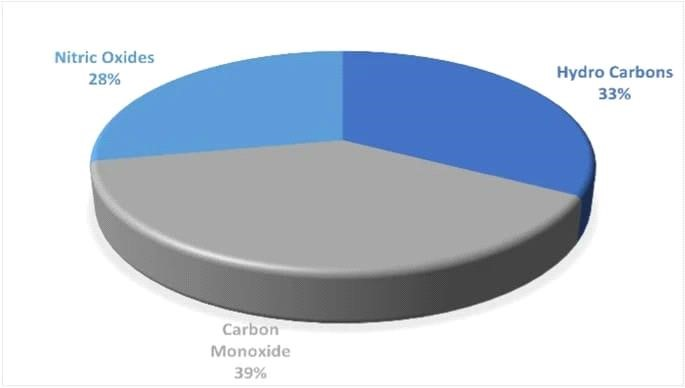 Nitric Oxides
28%
Hydro Carbons
33%
Carbon
Monoxide
39%